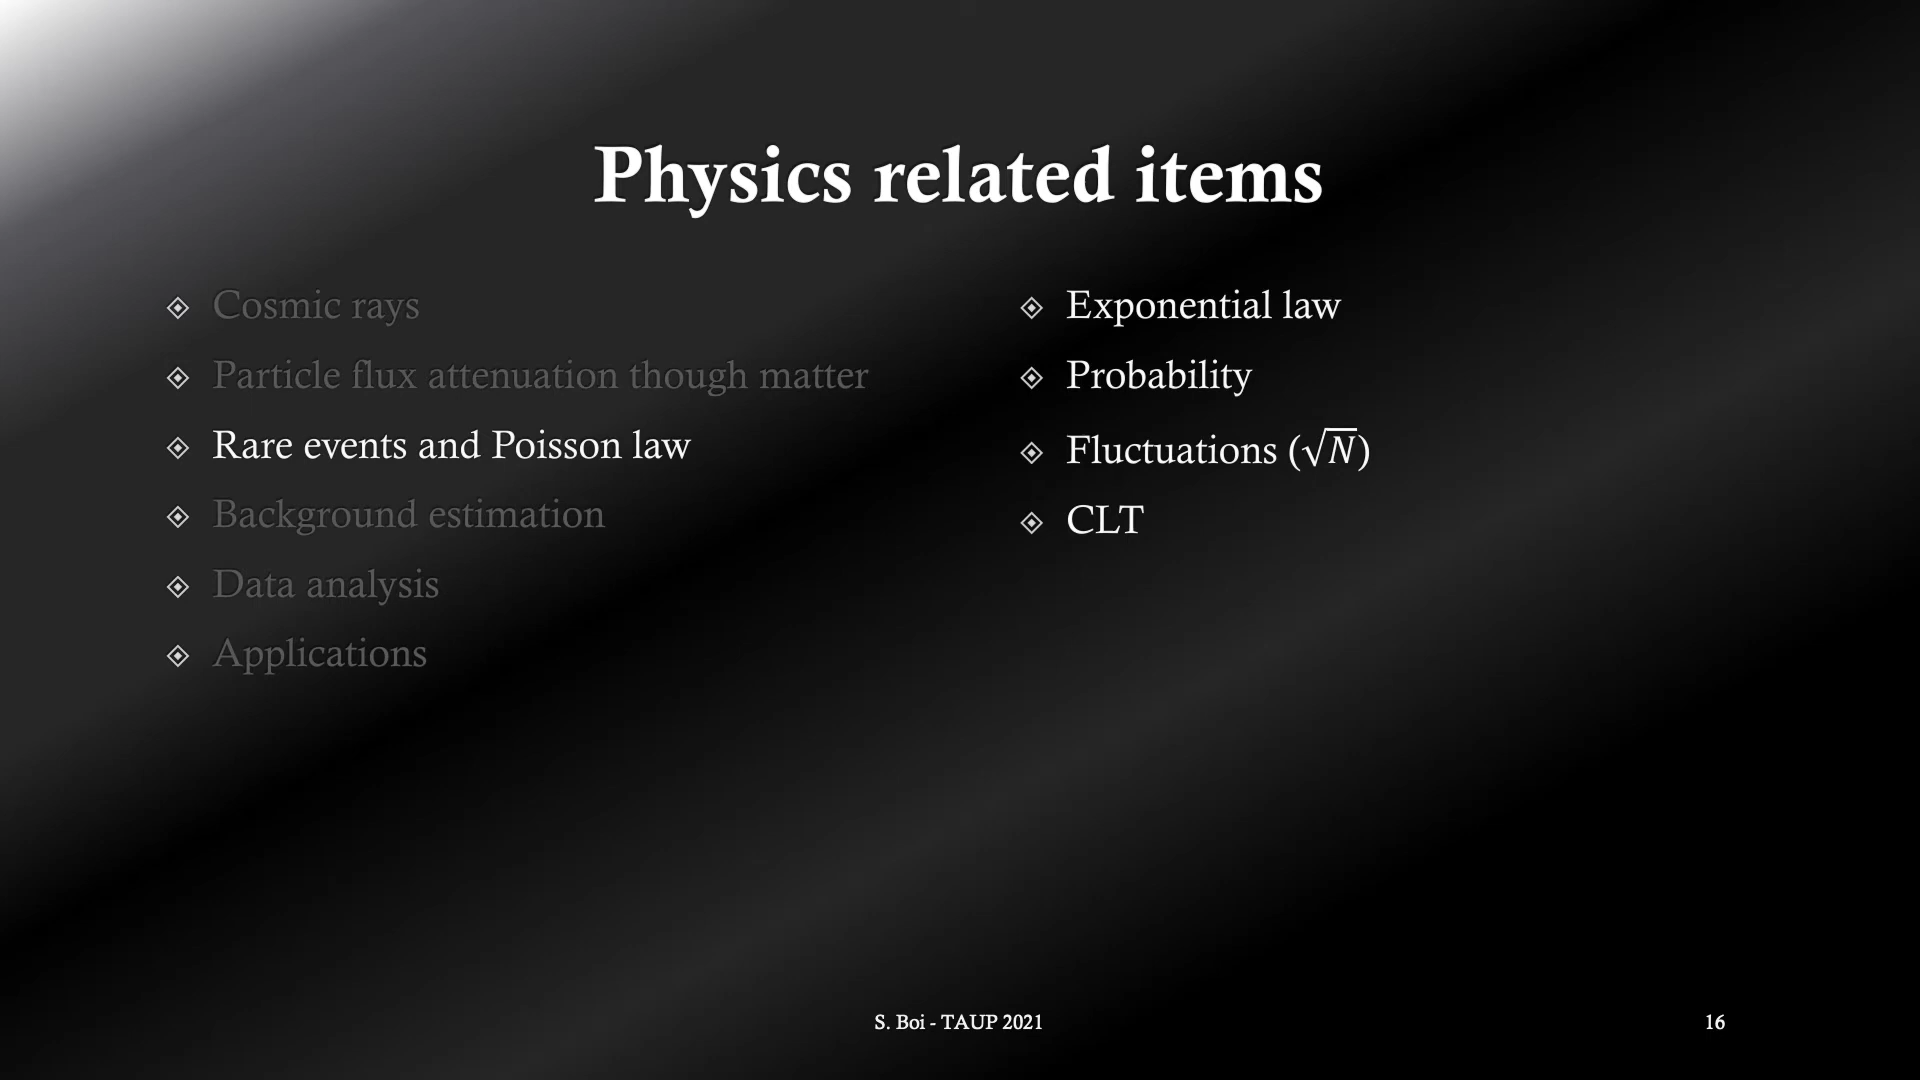 Physics related items
Cosmic rays
Particle flux attenuation though matter
Rare events and Poisson law
Background estimation
Data analysis
Applications
Exponential law
Probability
Fluctuations (√N)
CLT
S. Boi - TAUP 2021
16